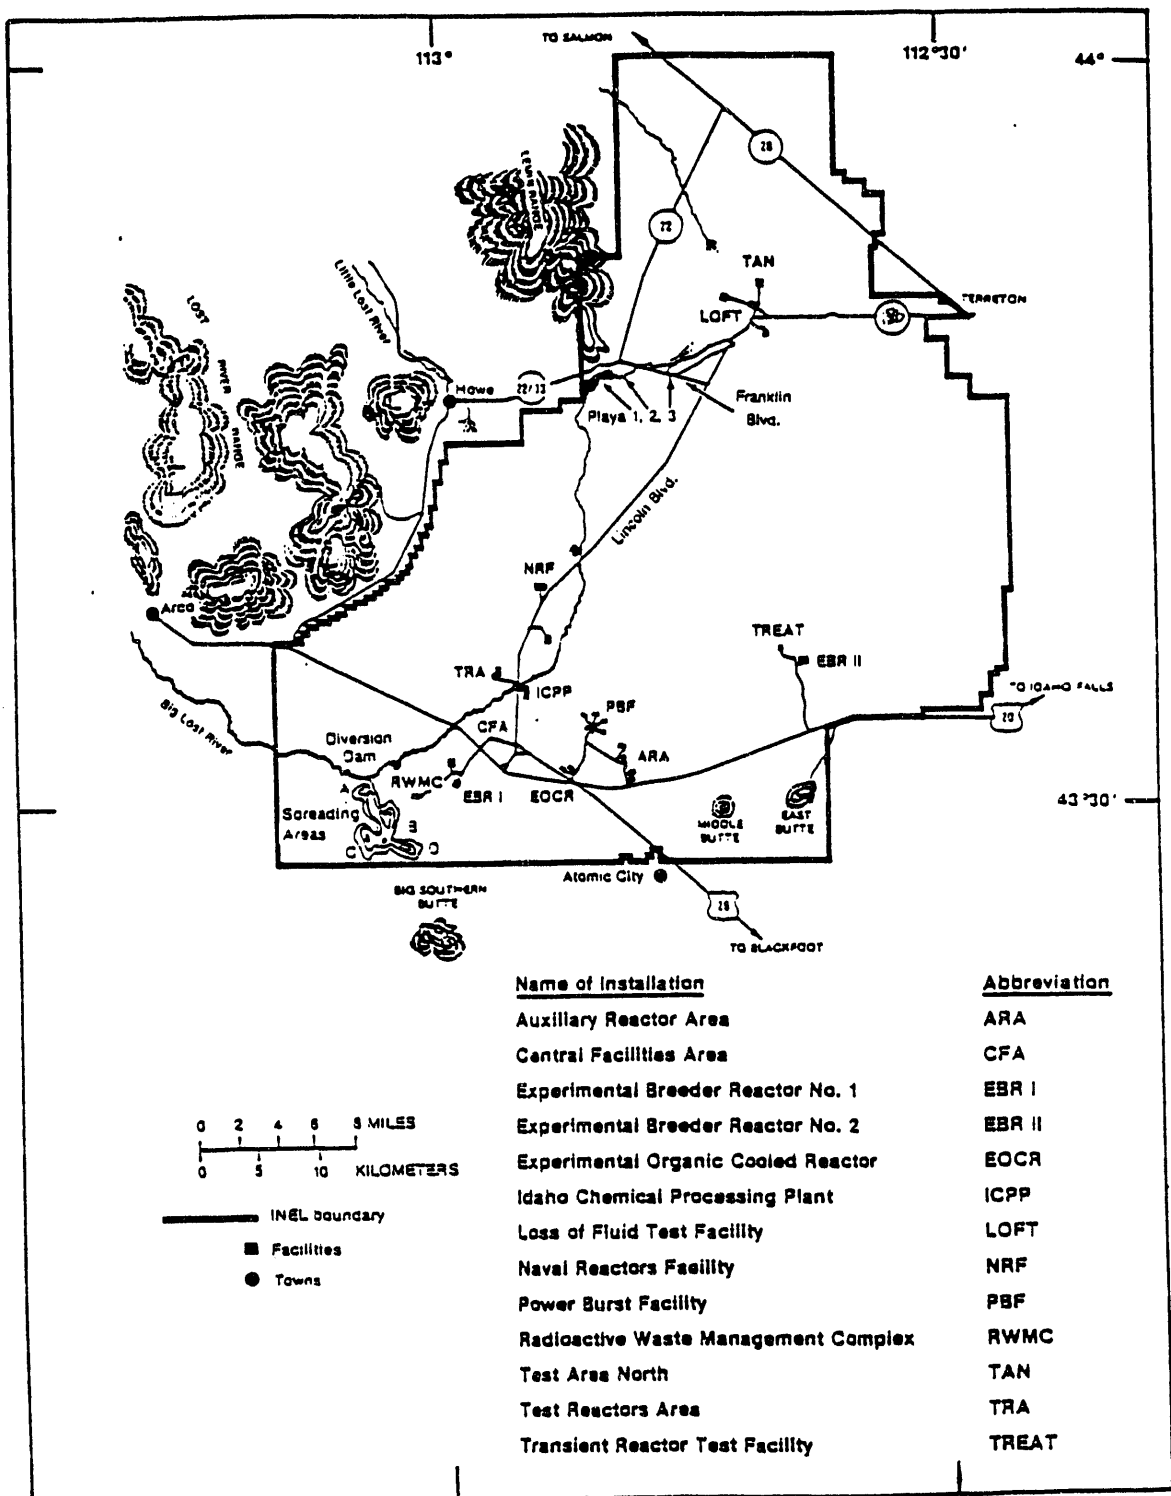 TO SALMON
113°
112°30'
44°
LEMHI RANGE
28
22
TAN
LOFT
TERRETON
Little Lost River
LOST RIVER RANGE
Howe
22/33
Playa 1, 2, 3
Franklin Blvd.
Lincoln Blvd.
NRF
Arco
TREAT
EBR II
TRA
ICPP
TO IDAHO FALLS
20
PBF
Big Lost River
CFA
Diversion Dam
ARA
RWMC
EBR I
EOCR
A
Spreading Areas
B
C
D
MIDDLE BUTTE
EAST BUTTE
43°30'
Atomic City
BIG SOUTHERN BUTTE
26
TO BLACKFOOT
Name of Installation Abbreviation
Auxiliary Reactor Area ARA
Central Facilities Area CFA
Experimental Breeder Reactor No. 1 EBR I
Experimental Breeder Reactor No. 2 EBR II
Experimental Organic Cooled Reactor EOCR
Idaho Chemical Processing Plant ICPP
Loss of Fluid Test Facility LOFT
Naval Reactors Facility NRF
Power Burst Facility PBF
Radioactive Waste Management Complex RWMC
Test Area North TAN
Test Reactors Area TRA
Transient Reactor Test Facility TREAT
0 2 4 6 8 MILES
0 5 10 KILOMETERS
INEL boundary
Facilities
Towns